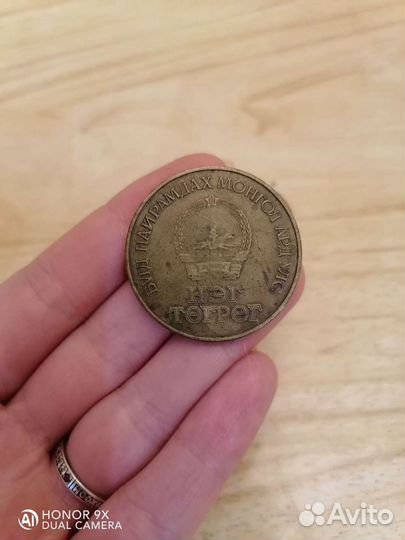 БҮГД НАЙРАМДАХ МОНГОЛ АРД УЛС
НЭГ
ТӨГРӨГ
HONOR 9X
DUAL CAMERA
Avito